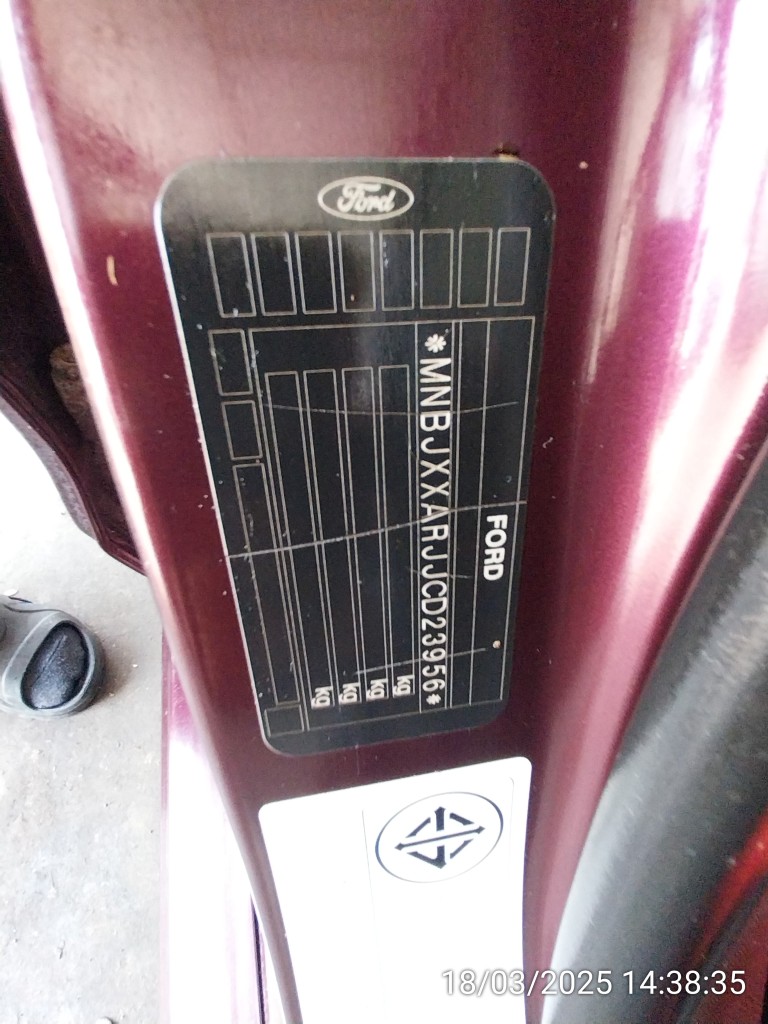 Ford
FORD
*MNBJXXARJJCD23956*
kg
kg
kg
kg
18/03/2025 14:38:35